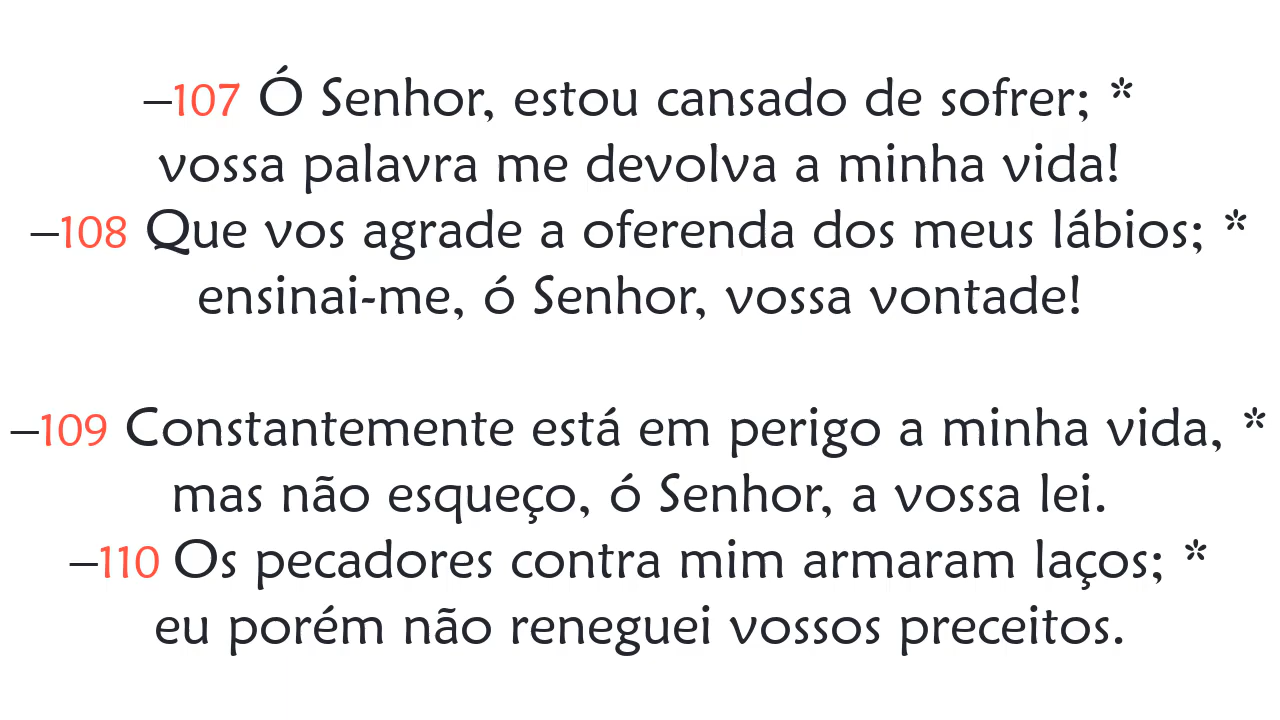 –107 Ó Senhor, estou cansado de sofrer; *
vossa palavra me devolva a minha vida!
–108 Que vos agrade a oferenda dos meus lábios; *
ensinai-me, ó Senhor, vossa vontade!
–109 Constantemente está em perigo a minha vida, *
mas não esqueço, ó Senhor, a vossa lei.
–110 Os pecadores contra mim armaram laços; *
eu porém não reneguei vossos preceitos.